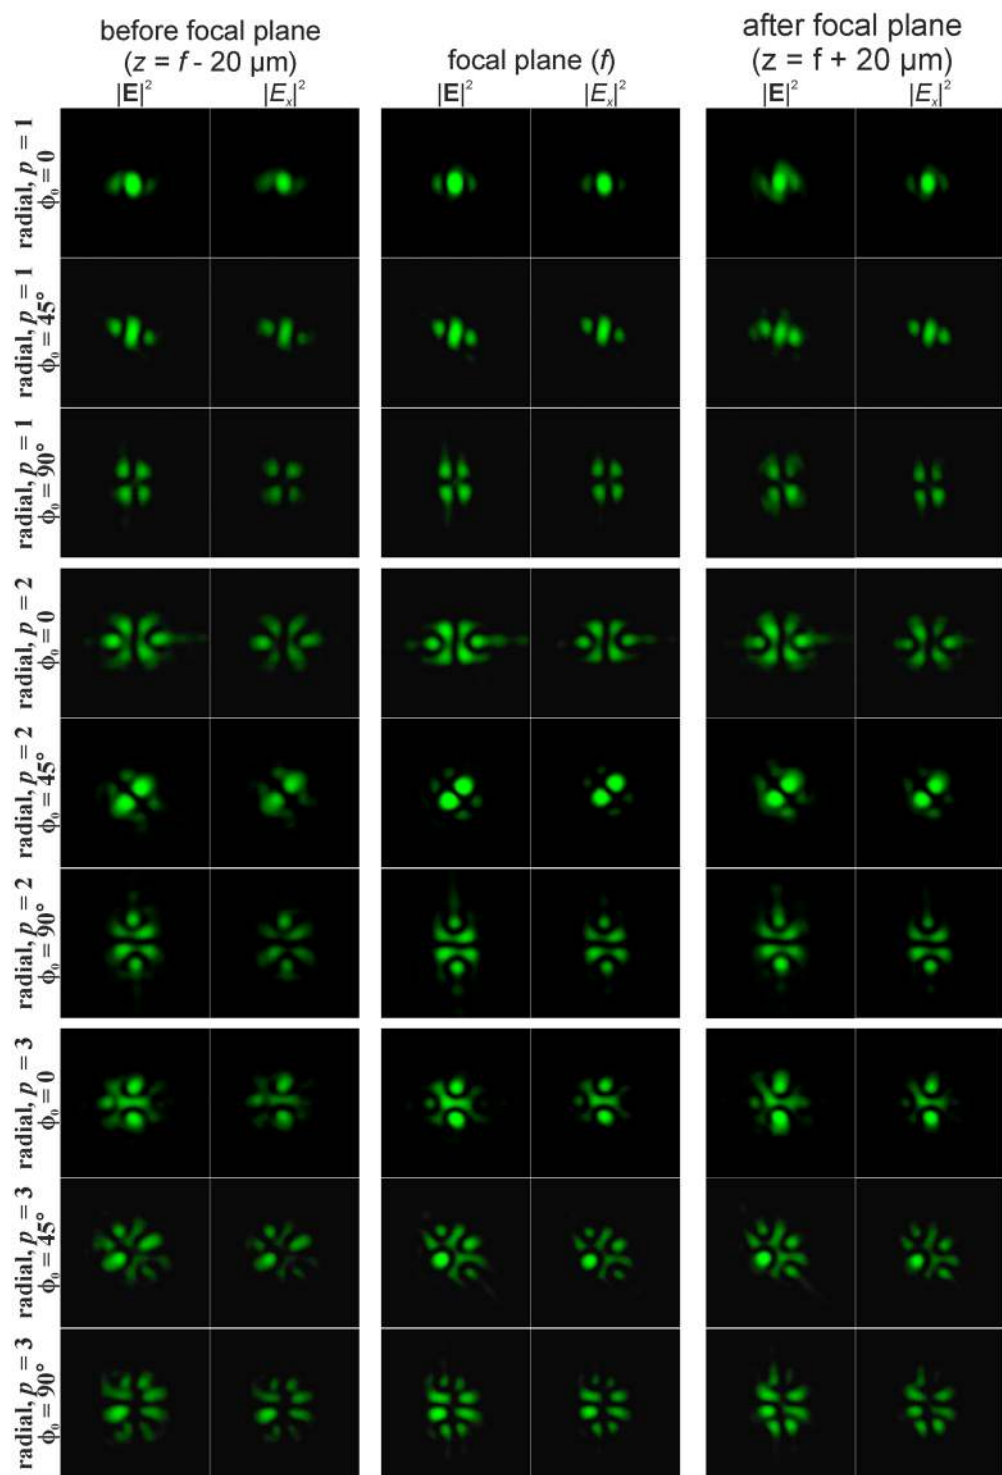 before focal plane
(z = f - 20 μm)
focal plane (f)
after focal plane
(z = f + 20 μm)
|E|² |Eₓ|² |E|² |Eₓ|² |E|² |Eₓ|²
radial, p = 1
ϕ₀ = 0
radial, p = 1
ϕ₀ = 45°
radial, p = 1
ϕ₀ = 90°
radial, p = 2
ϕ₀ = 0
radial, p = 2
ϕ₀ = 45°
radial, p = 2
ϕ₀ = 90°
radial, p = 3
ϕ₀ = 0
radial, p = 3
ϕ₀ = 45°
radial, p = 3
ϕ₀ = 90°